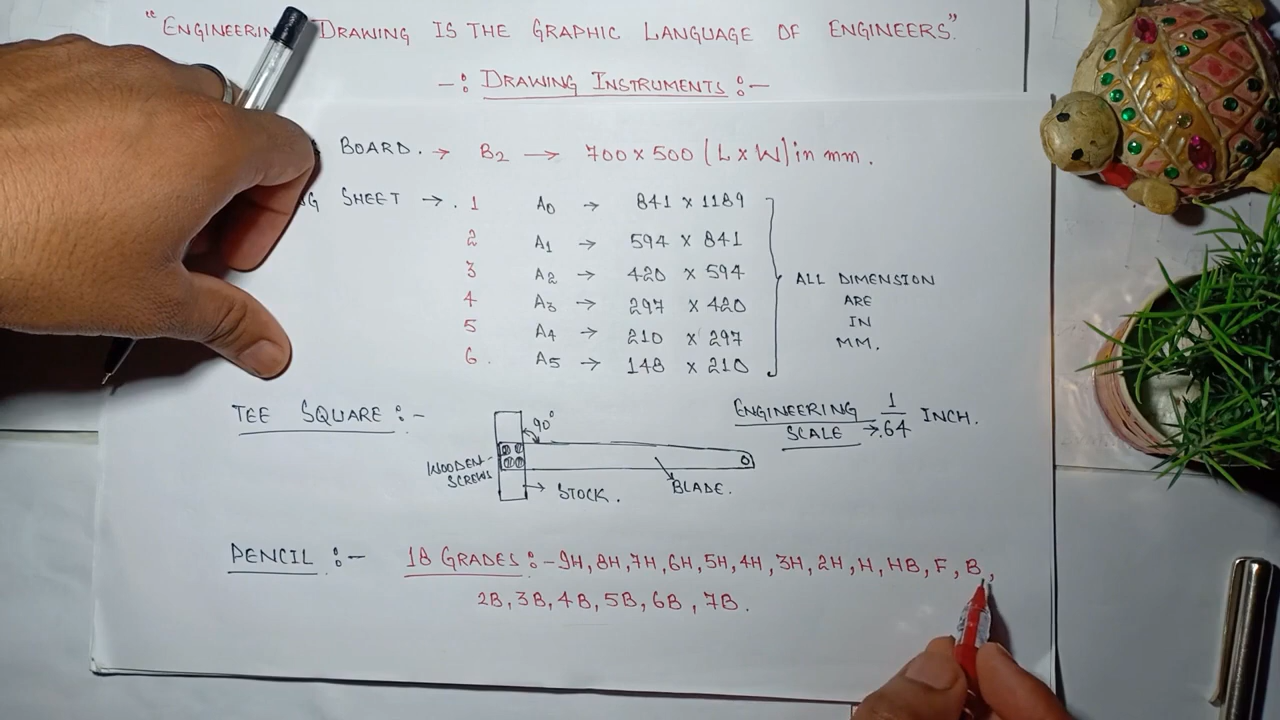 "ENGINEERIN DRAWING IS THE GRAPHIC LANGUAGE OF ENGINEERS"
-: DRAWING INSTRUMENTS :-
BOARD. → B2 → 700 × 500 (L × W) in mm.
G SHEET → . 1 A0 → 841 × 1189
2 A1 → 594 × 841
3 A2 → 420 × 594
4 A3 → 297 × 420
5 A4 → 210 × 297
6. A5 → 148 × 210
ALL DIMENSION
ARE
IN
MM.
TEE SQUARE :-
90°
WOODEN
SCREWS
STOCK.
BLADE.
ENGINEERING
SCALE → 1/64 INCH.
PENCIL :- 18 GRADES :- 9H, 8H, 7H, 6H, 5H, 4H, 3H, 2H, H, HB, F, B,
2B, 3B, 4B, 5B, 6B, 7B.